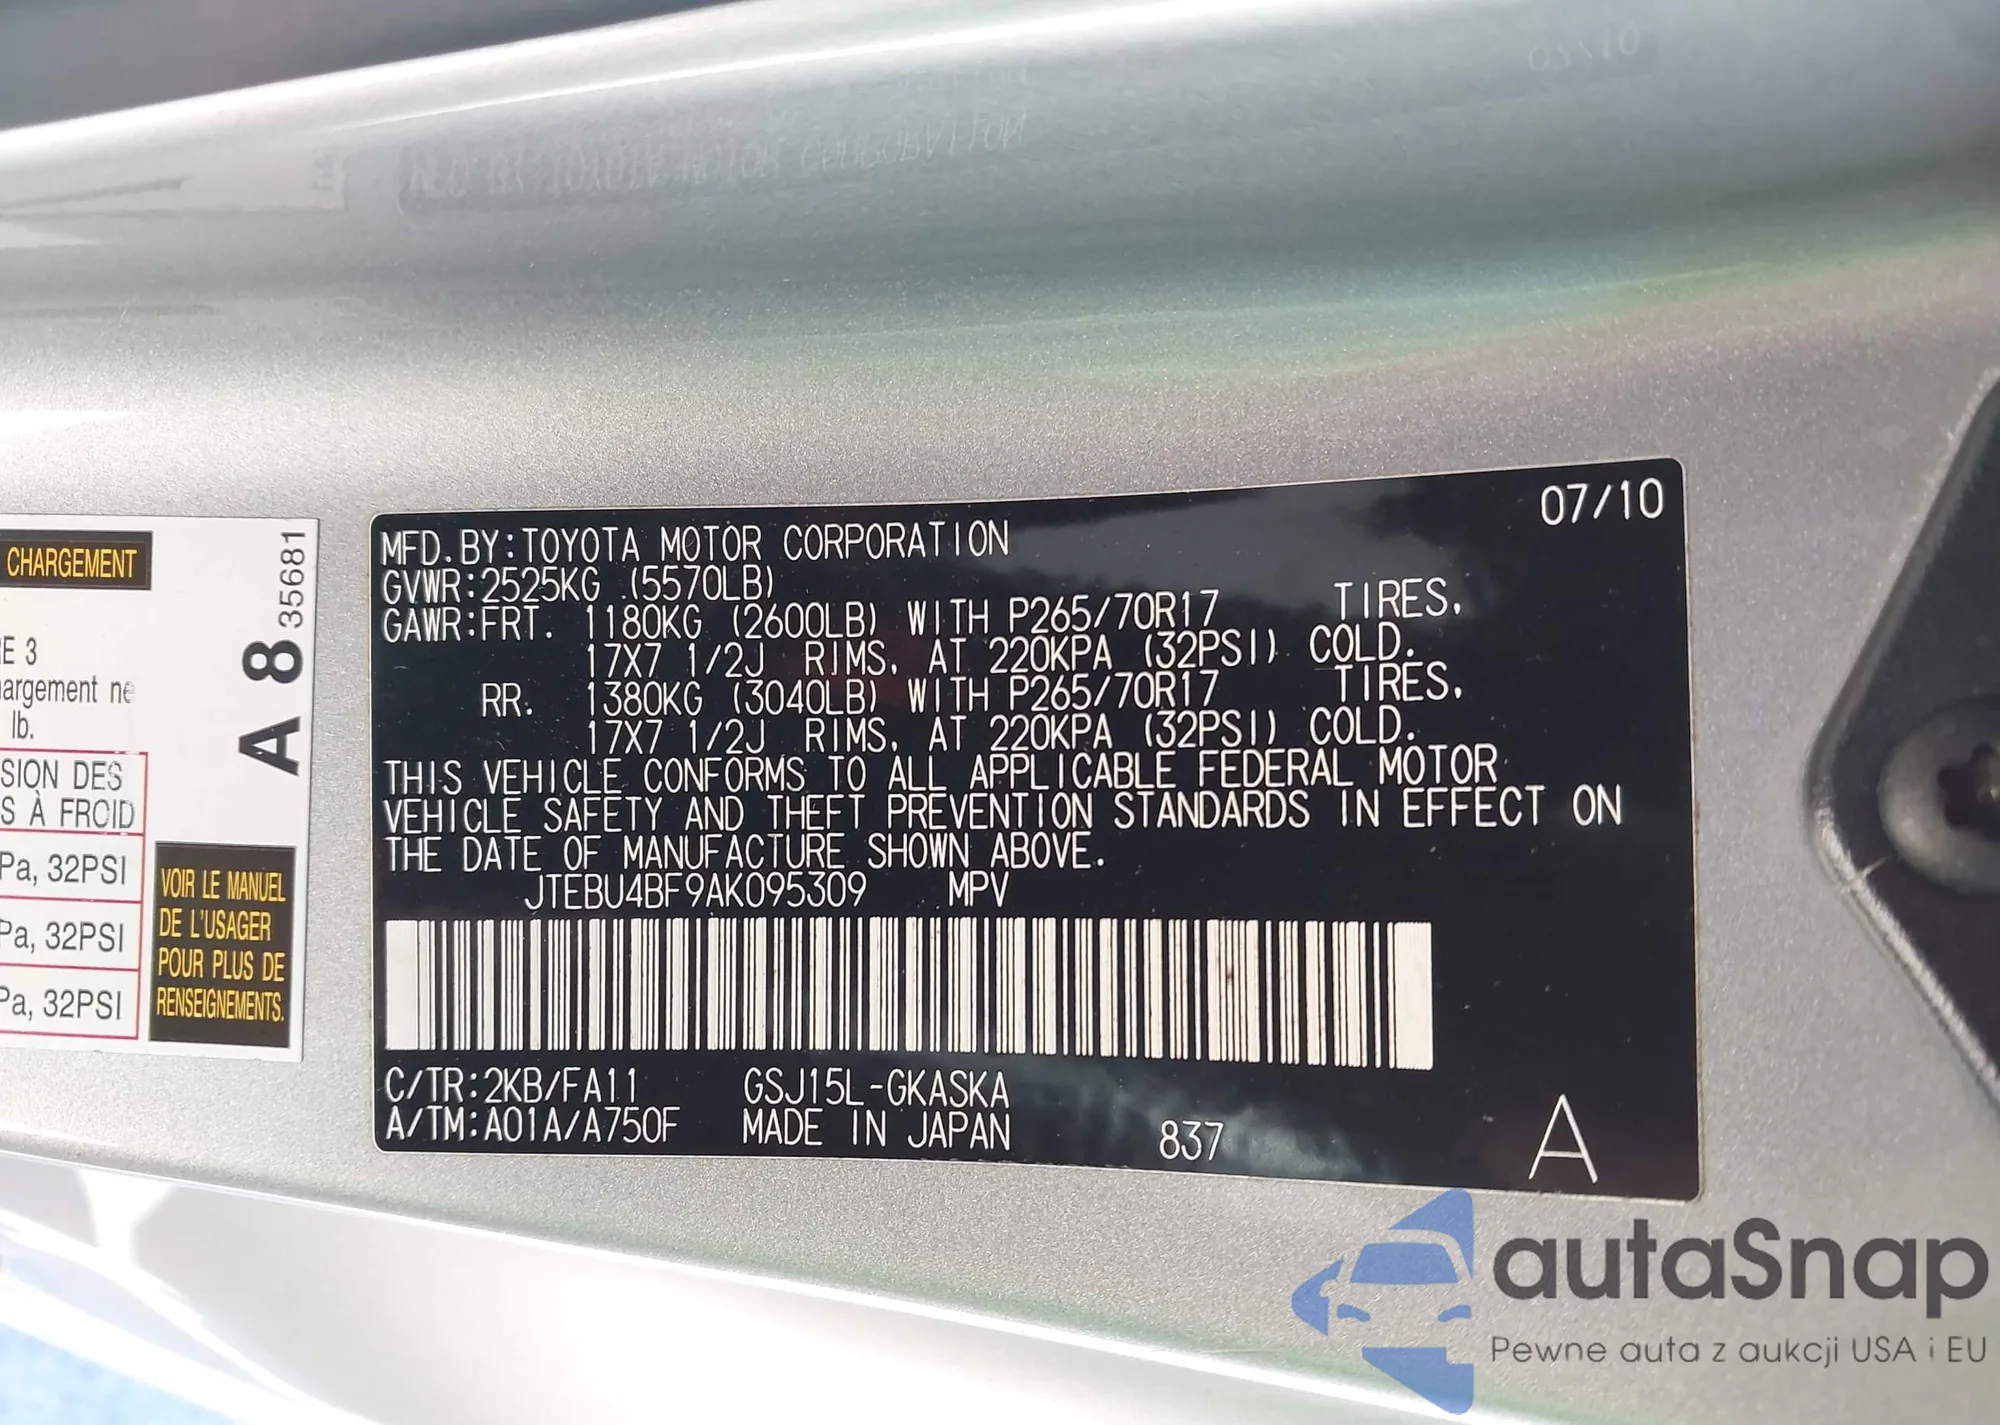 CHARGEMENT
RE 3
argement ne
lb.
SION DES
S À FROID
Pa, 32PSI
Pa, 32PSI
Pa, 32PSI
A 8 35681
VOIR LE MANUEL
DE L'USAGER
POUR PLUS DE
RENSEIGNEMENTS.
07/10
MFD.BY:TOYOTA MOTOR CORPORATION
GVWR:2525KG (5570LB)
GAWR:FRT. 1180KG (2600LB) WITH P265/70R17 TIRES,
17X7 1/2J RIMS, AT 220KPA (32PSI) COLD.
RR. 1380KG (3040LB) WITH P265/70R17 TIRES,
17X7 1/2J RIMS, AT 220KPA (32PSI) COLD.
THIS VEHICLE CONFORMS TO ALL APPLICABLE FEDERAL MOTOR
VEHICLE SAFETY AND THEFT PREVENTION STANDARDS IN EFFECT ON
THE DATE OF MANUFACTURE SHOWN ABOVE.
JTEBU4BF9AK095309 MPV
C/TR:2KB/FA11 GSJ15L-GKASKA
A/TM:A01A/A750F MADE IN JAPAN 837 A
autaSnap
Pewne auta z aukcji USA i EU